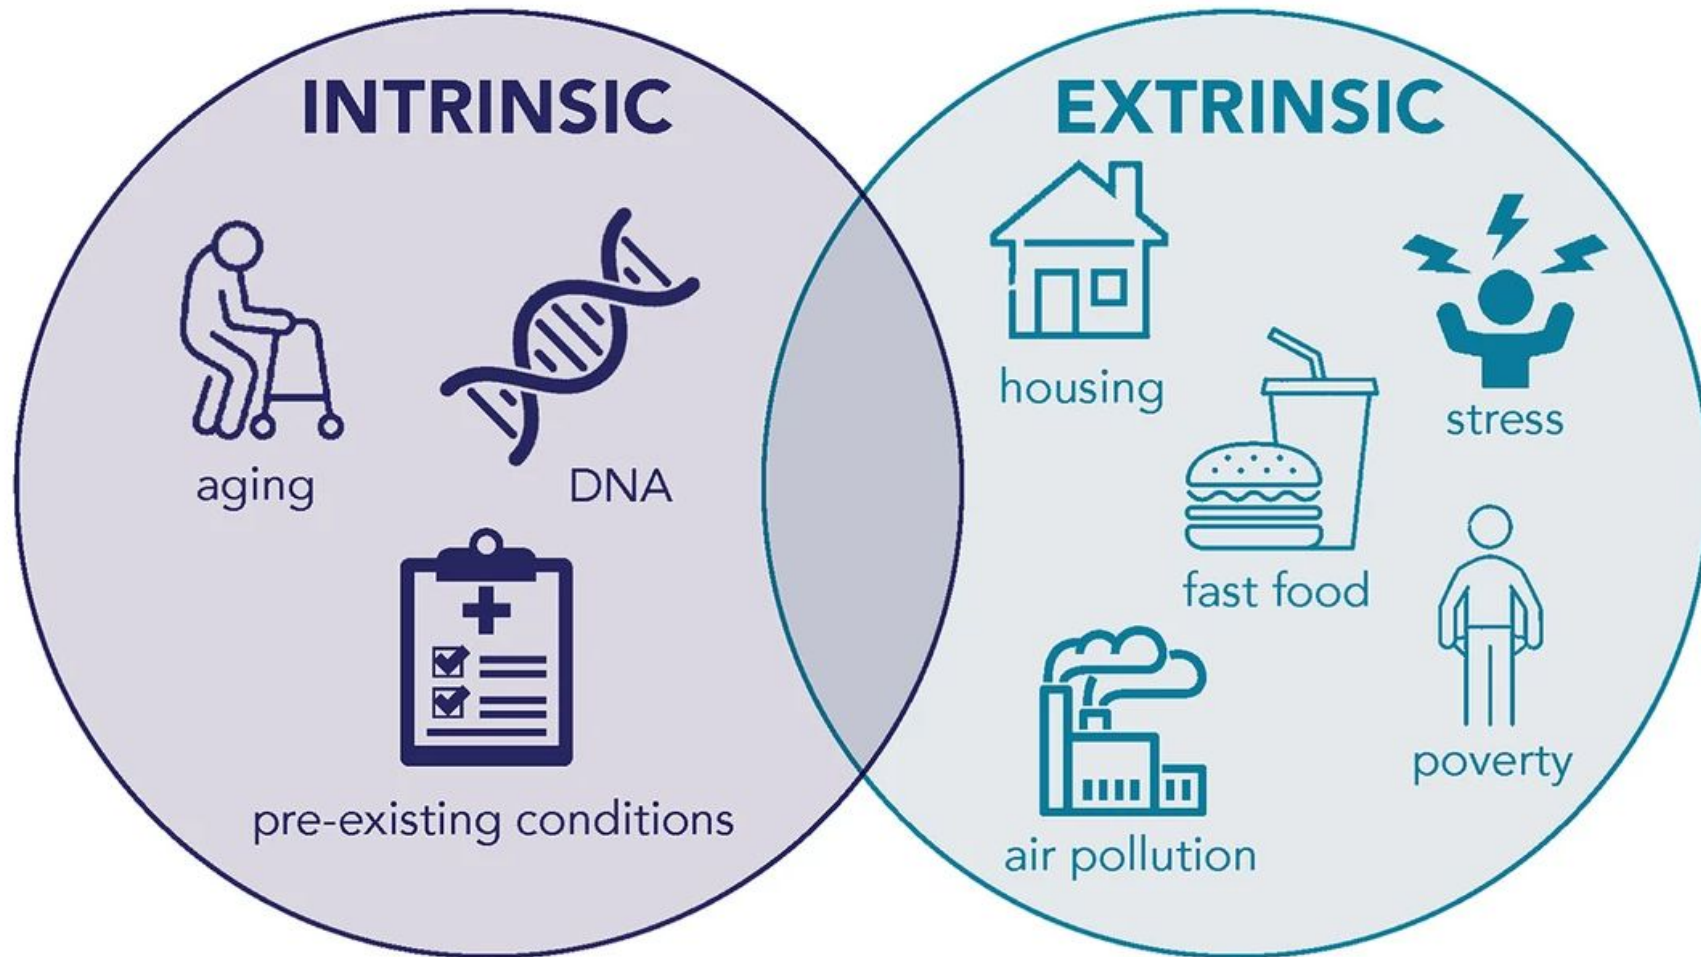 INTRINSIC
aging
DNA
pre-existing conditions
EXTRINSIC
housing
stress
fast food
poverty
air pollution